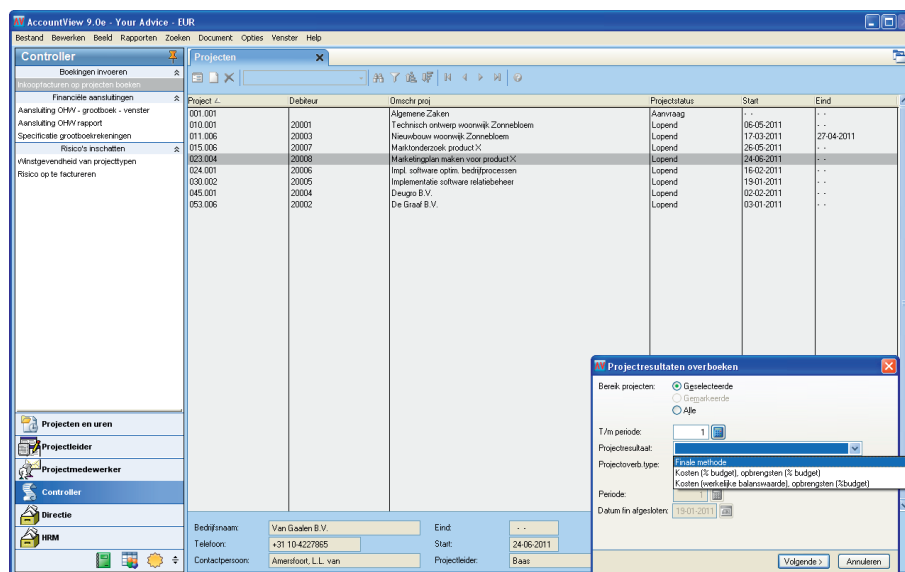 AccountView 9.0e - Your Advice - EUR
Bestand Bewerken Beeld Rapporten Zoeken Document Opties Venster Help
Controller
Boekingen invoeren
Inkoopfacturen op projecten boeken
Financiële aansluitingen
Aansluiting OHW - grootboek - venster
Aansluiting OHW rapport
Specificatie grootboekrekeningen
Risico's inschatten
Winstgevendheid van projecttypen
Risico op te factureren
Projecten en uren
Projectleider
Projectmedewerker
Controller
Directie
HRM
Projecten
Project Debiteur Omschr proj Projectstatus Start Eind
001.001 Algemene Zaken Aanvraag - - - -
010.001 20001 Technisch ontwerp woonwijk Zonnebloem Lopend 06-05-2011 - -
011.006 20003 Nieuwbouw woonwijk Zonnebloem Lopend 17-03-2011 27-04-2011
015.006 20007 Marktonderzoek product X Lopend 26-05-2011 - -
023.004 20008 Marketingplan maken voor product X Lopend 24-06-2011 - -
024.001 20006 Impl. software optim. bedrijfprocessen Lopend 16-02-2011 - -
030.002 20005 Implementatie software relatiebeheer Lopend 19-01-2011 - -
045.001 20004 Deugro B.V. Lopend 02-02-2011 - -
053.006 20002 De Graaf B.V. Lopend 03-01-2011 - -
Bedrijfsnaam: Van Gaalen B.V. Eind: - -
Telefoon: +31 10-4227865 Start: 24-06-2011
Contactpersoon: Amersfoort, L.L. van Projectleider: Baas
Projectresultaten overboeken
Bereik projecten: Geselecteerde
Gemarkeerde
Alle
T/m periode: 1
Projectresultaat:
Projectoverb.type:
Finale methode
Kosten (% budget), opbrengsten (% budget)
Kosten (werkelijke balanswaarde), opbrengsten (%budget)
Periode: 1
Datum fin afgesloten: 19-01-2011
Volgende > Annuleren